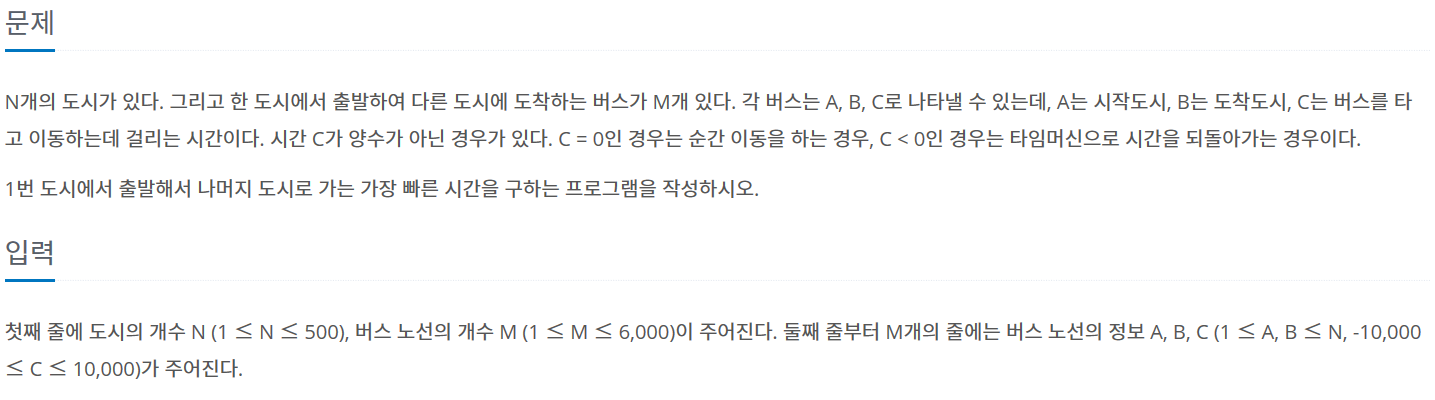 문제
N개의 도시가 있다. 그리고 한 도시에서 출발하여 다른 도시에 도착하는 버스가 M개 있다. 각 버스는 A, B, C로 나타낼 수 있는데, A는 시작도시, B는 도착도시, C는 버스를 타
고 이동하는데 걸리는 시간이다. 시간 C가 양수가 아닌 경우가 있다. C = 0인 경우는 순간 이동을 하는 경우, C < 0인 경우는 타임머신으로 시간을 되돌아가는 경우이다.
1번 도시에서 출발해서 나머지 도시로 가는 가장 빠른 시간을 구하는 프로그램을 작성하시오.
입력
첫째 줄에 도시의 개수 N (1 ≤ N ≤ 500), 버스 노선의 개수 M (1 ≤ M ≤ 6,000)이 주어진다. 둘째 줄부터 M개의 줄에는 버스 노선의 정보 A, B, C (1 ≤ A, B ≤ N, -10,000
≤ C ≤ 10,000)가 주어진다.